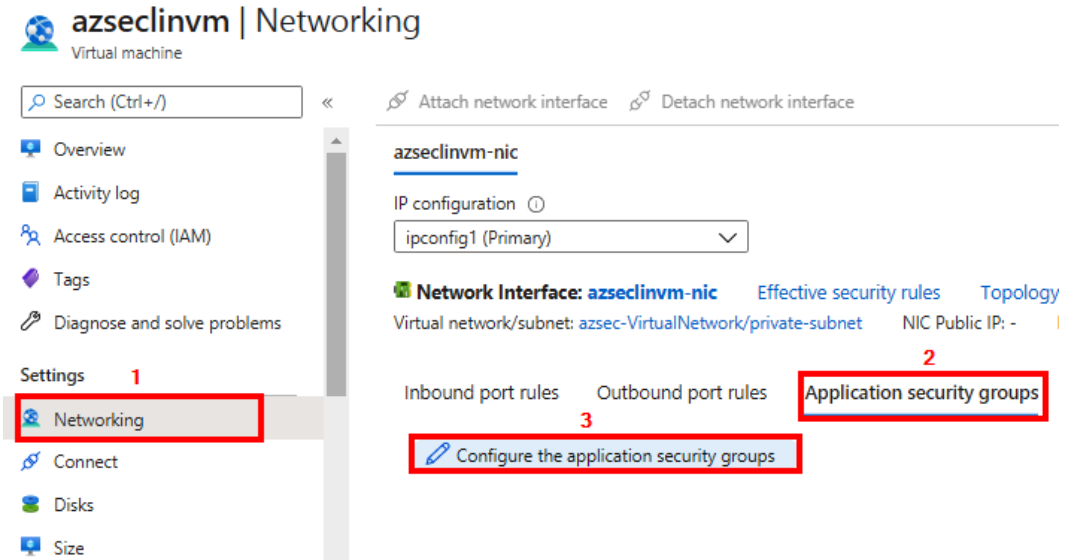 azseclinvm | Networking
Virtual machine
Search (Ctrl+/)
«
Attach network interface
Detach network interface
Overview
Activity log
Access control (IAM)
Tags
Diagnose and solve problems
Settings
1
Networking
Connect
Disks
Size
azseclinvm-nic
IP configuration
ipconfig1 (Primary)
Network Interface: azseclinvm-nic Effective security rules Topology
Virtual network/subnet: azsec-VirtualNetwork/private-subnet NIC Public IP: -
2
Inbound port rules Outbound port rules Application security groups
3
Configure the application security groups